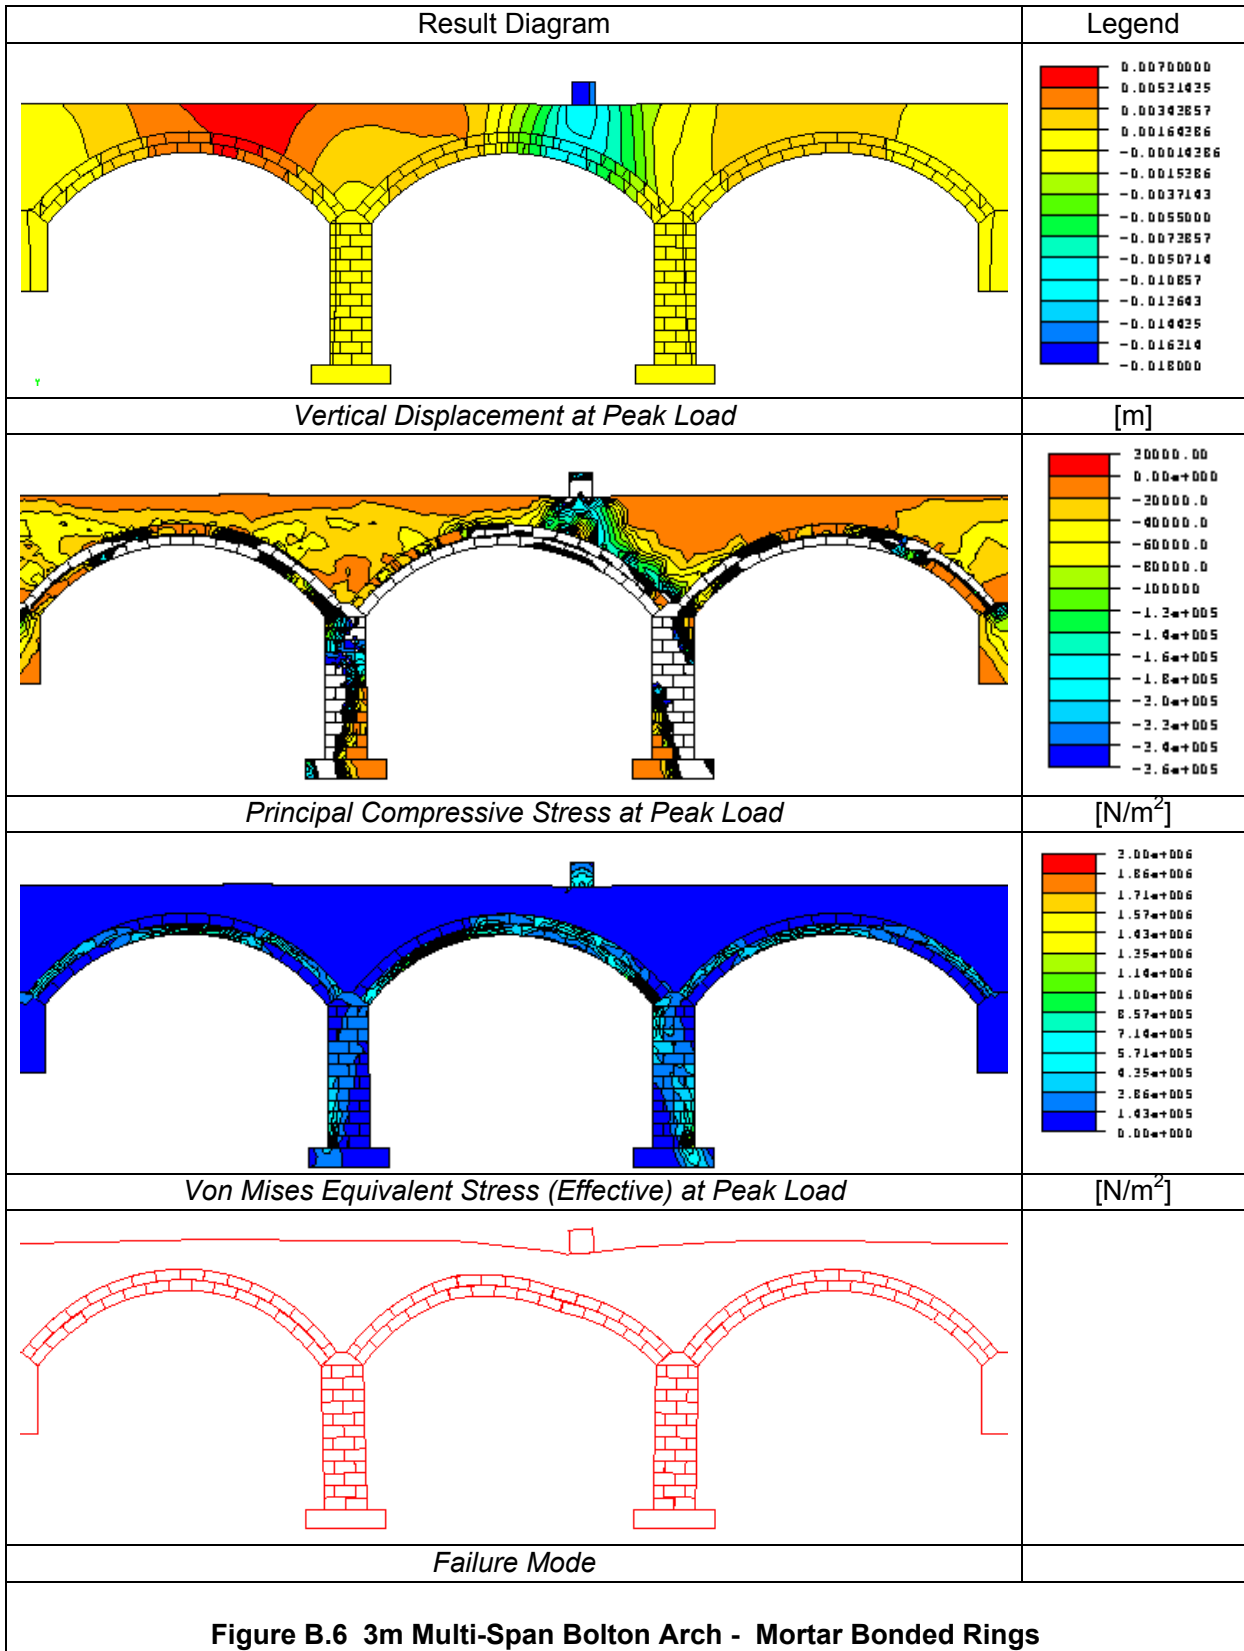 Result Diagram
Legend
0.00700000
0.00521429
0.00342857
0.00164286
-0.00014286
-0.0019286
-0.0037143
-0.0055000
-0.0072857
-0.0090714
-0.010857
-0.012643
-0.014429
-0.016214
-0.018000
Y
Vertical Displacement at Peak Load
[m]
20000.00
0.00e+000
-20000.0
-40000.0
-60000.0
-80000.0
-100000
-1.2e+005
-1.4e+005
-1.6e+005
-1.8e+005
-2.0e+005
-2.2e+005
-2.4e+005
-2.6e+005
Principal Compressive Stress at Peak Load
[N/m²]
2.00e+006
1.86e+006
1.71e+006
1.57e+006
1.43e+006
1.29e+006
1.14e+006
1.00e+006
8.57e+005
7.14e+005
5.71e+005
4.29e+005
2.86e+005
1.43e+005
0.00e+000
Von Mises Equivalent Stress (Effective) at Peak Load
[N/m²]
Failure Mode
Figure B.6 3m Multi-Span Bolton Arch - Mortar Bonded Rings